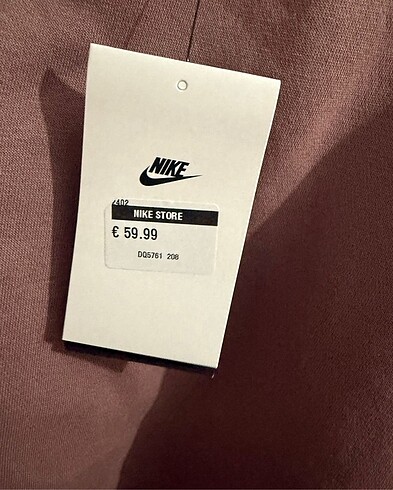 NIKE
2402
NIKE STORE
€ 59.99
DQ5761 208